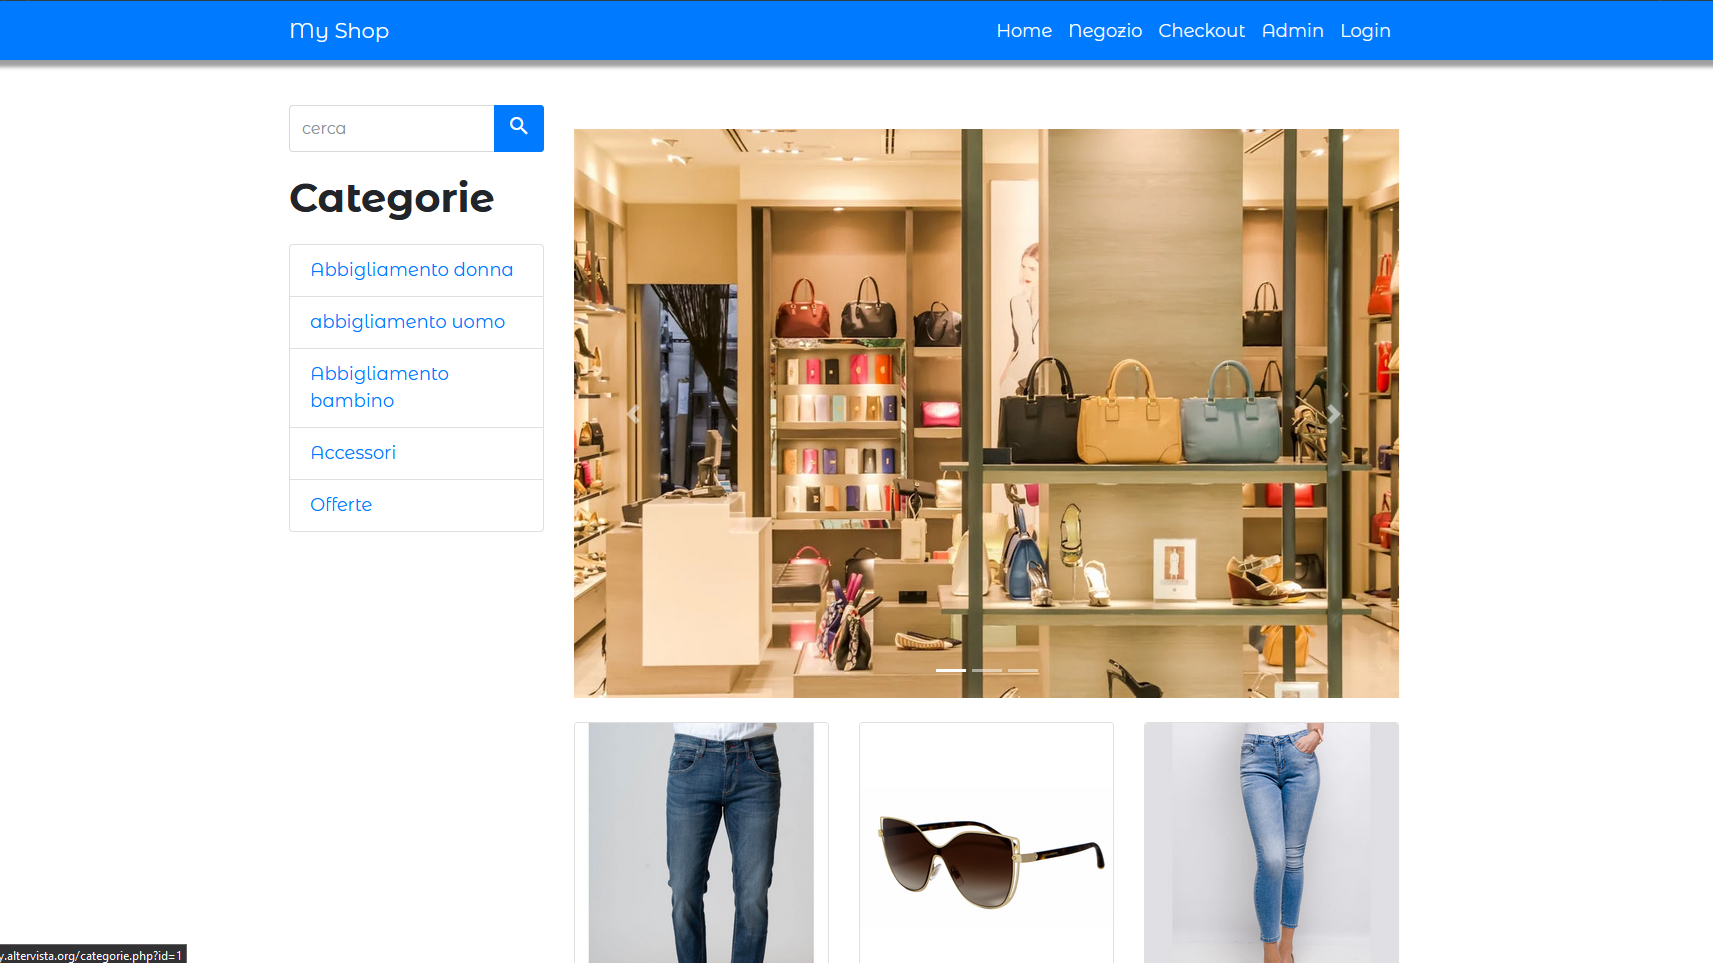 My Shop
Home Negozio Checkout Admin Login
cerca
Categorie
Abbigliamento donna
abbigliamento uomo
Abbigliamento
bambino
Accessori
Offerte
y.altervista.org/categorie.php?id=1